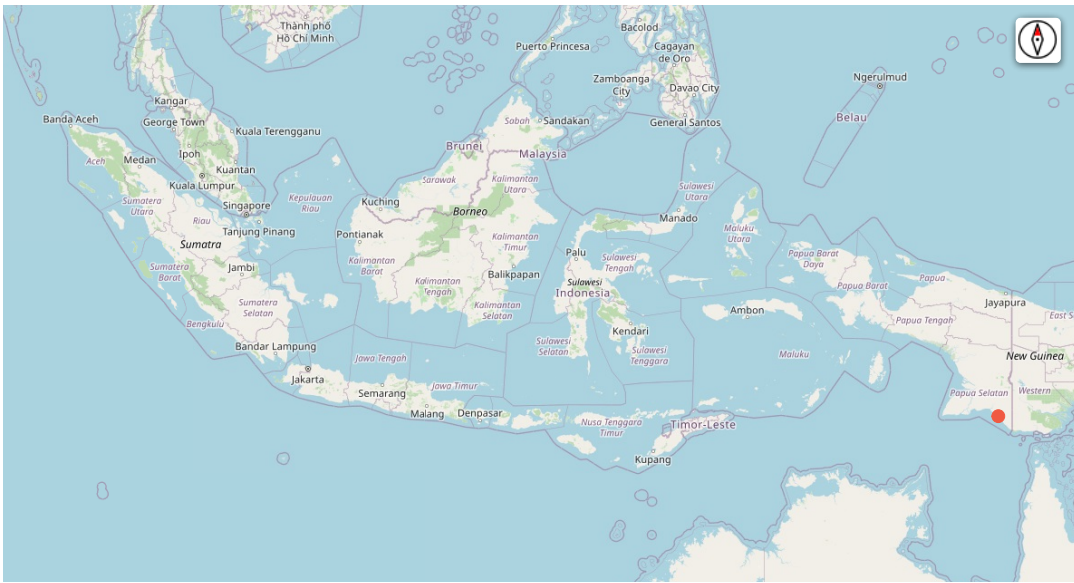 Thành phố
Hồ Chí Minh
Bacolod
Puerto Princesa
Cagayan
de Oro
Zamboanga
City
Davao City
Ngerulmud
Kangar
Banda Aceh
George Town
Kuala Terengganu
Sabah
Sandakan
General Santos
Belau
Brunei
Malaysia
Ipoh
Aceh
Medan
Kuantan
Kuala Lumpur
Sarawak
Kalimantan
Utara
Sulawesi
Utara
Sumatera
Utara
Kepulauan
Riau
Kuching
Singapore
Riau
Borneo
Manado
Tanjung Pinang
Pontianak
Maluku
Utara
Sumatra
Kalimantan
Timur
Palu
Papua Barat
Daya
Sumatera
Barat
Jambi
Kalimantan
Barat
Balikpapan
Sulawesi
Tengah
Papua
Papua Barat
Kalimantan
Tengah
Sulawesi
Indonesia
Sumatera
Selatan
Kalimantan
Selatan
Ambon
Jayapura
Bengkulu
Kendari
Papua Tengah
East S
Bandar Lampung
Sulawesi
Selatan
Sulawesi
Tenggara
Jawa Tengah
Maluku
New Guinea
Jakarta
Semarang
Jawa Timur
Papua Selatan
Western
Malang
Denpasar
Nusa Tenggara
Timur
Timor-Leste
Kupang